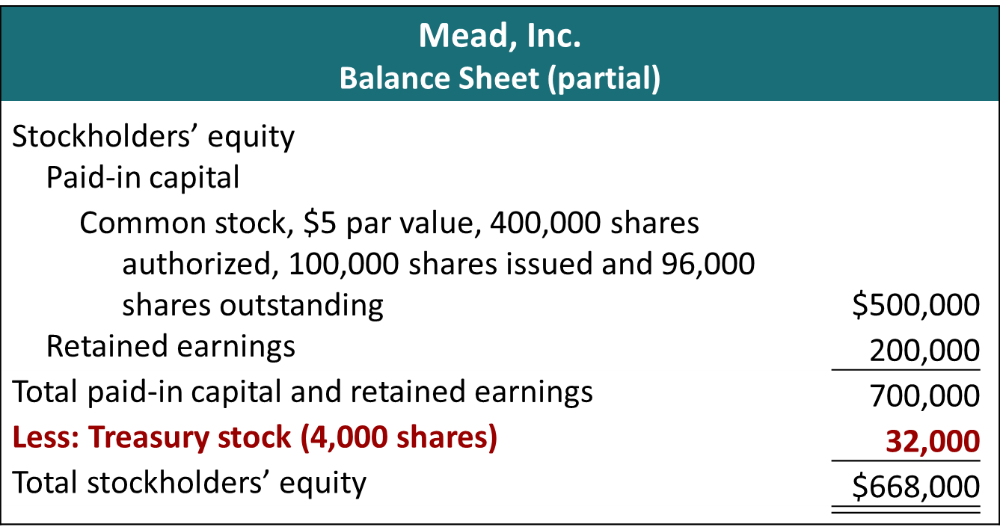 Mead, Inc.
Balance Sheet (partial)
Stockholders’ equity
Paid-in capital
Common stock, $5 par value, 400,000 shares
authorized, 100,000 shares issued and 96,000
shares outstanding $500,000
Retained earnings 200,000
Total paid-in capital and retained earnings 700,000
Less: Treasury stock (4,000 shares) 32,000
Total stockholders’ equity $668,000